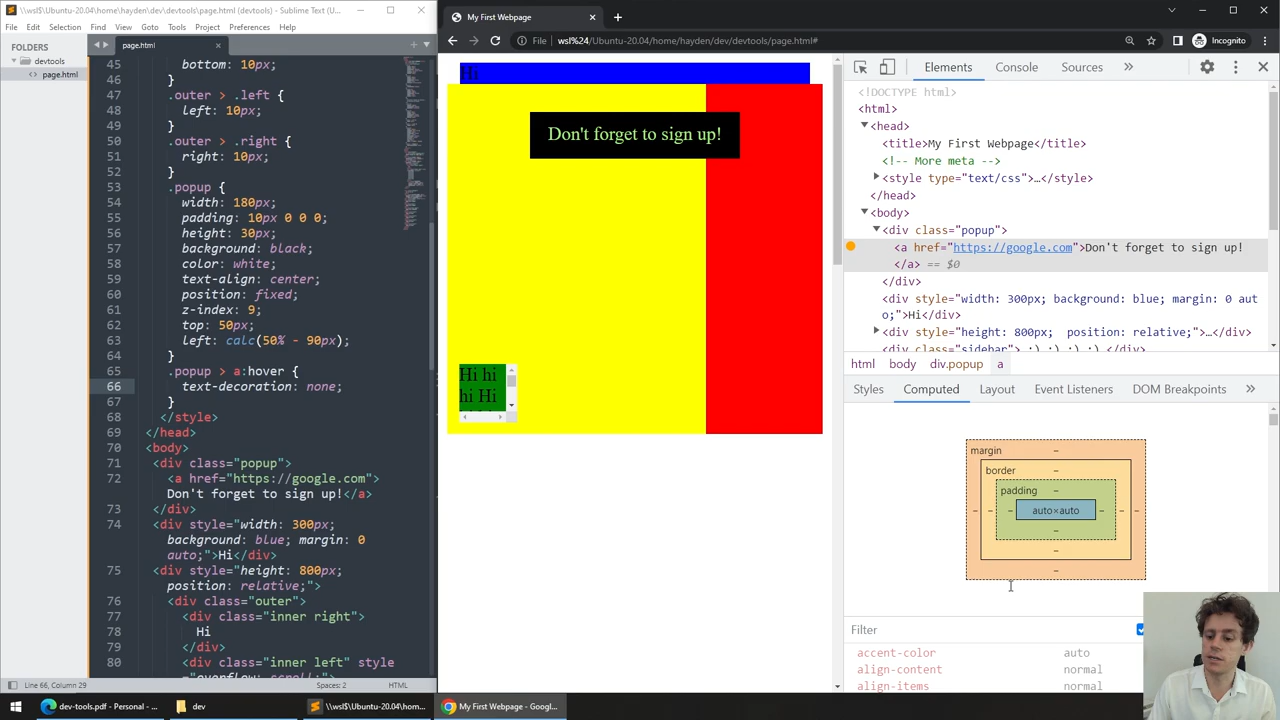 \\wsl$\Ubuntu-20.04\home\hayden\dev\devtools\page.html (devtools) - Sublime Text (U...
File Edit Selection Find View Goto Tools Project Preferences Help
FOLDERS
devtools
page.html
page.html
45 bottom: 10px;
46 }
47 .outer > .left {
48 left: 10px;
49 }
50 .outer > .right {
51 right: 10px;
52 }
53 .popup {
54 width: 180px;
55 padding: 10px 0 0 0;
56 height: 30px;
57 background: black;
58 color: white;
59 text-align: center;
60 position: fixed;
61 z-index: 9;
62 top: 50px;
63 left: calc(50% - 90px);
64 }
65 .popup > a:hover {
66 text-decoration: none;
67 }
68 </style>
69 </head>
70 <body>
71 <div class="popup">
72 <a href="https://google.com">
Don't forget to sign up!</a>
73 </div>
74 <div style="width: 300px;
background: blue; margin: 0
auto;">Hi</div>
75 <div style="height: 800px;
position: relative;">
76 <div class="outer">
77 <div class="inner right">
78 Hi
79 </div>
80 <div class="inner left" style
="overflow: scroll;">
Line 66, Column 29
Spaces: 2
HTML
My First Webpage
File
wsl%24/Ubuntu-20.04/home/hayden/dev/devtools/page.html#
Incognito
Hi
Don't forget to sign up!
Hi hi
hi Hi
Elements Console Sources
<!DOCTYPE html>
<html>
<head>
<title>My First Webpage</title>
<!-- More meta -->
<style type="text/css">…</style>
</head>
<body>
<div class="popup">
<a href="https://google.com">Don't forget to sign up!
</a> == $0
</div>
<div style="width: 300px; background: blue; margin: 0 aut
o;">Hi</div>
<div style="height: 800px; position: relative;">…</div>
<div class="sidebar"> :) :) :) :) </div>
html body div.popup a
Styles Computed Layout Event Listeners DOM Breakpoints
margin –
border –
padding –
– – – auto×auto – – –
–
–
–
Filter
accent-color auto
align-content normal
align-items normal
dev-tools.pdf - Personal - ...
dev
\\wsl$\Ubuntu-20.04\hom...
My First Webpage - Googl...